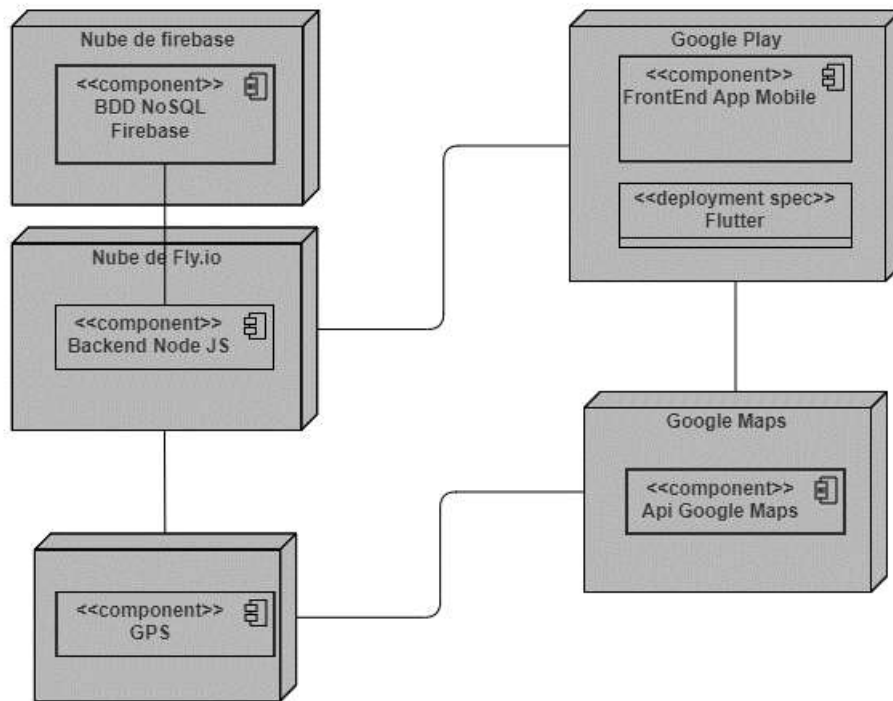 Nube de firebase
<<component>>
BDD NoSQL
Firebase
Google Play
<<component>>
FrontEnd App Mobile
<<deployment spec>>
Flutter
Nube de Fly.io
<<component>>
Backend Node JS
Google Maps
<<component>>
Api Google Maps
<<component>>
GPS